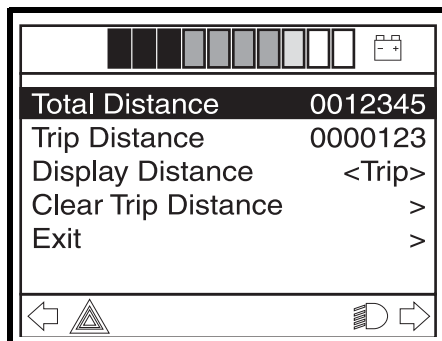 Total Distance 0012345
Trip Distance 0000123
Display Distance <Trip>
Clear Trip Distance >
Exit >